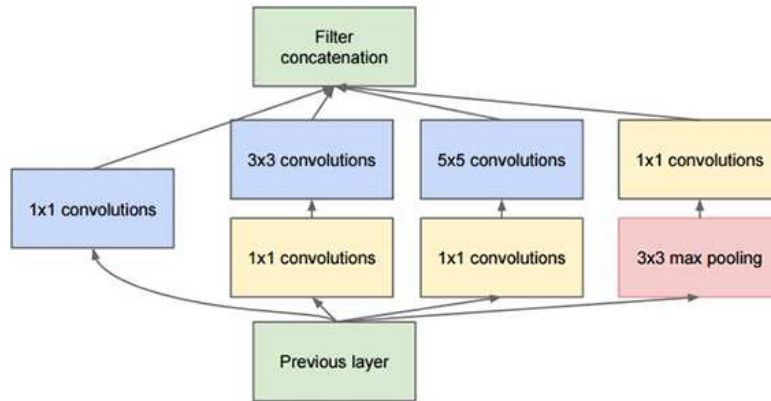 Filter
concatenation
3x3 convolutions
5x5 convolutions
1x1 convolutions
1x1 convolutions
1x1 convolutions
1x1 convolutions
3x3 max pooling
Previous layer